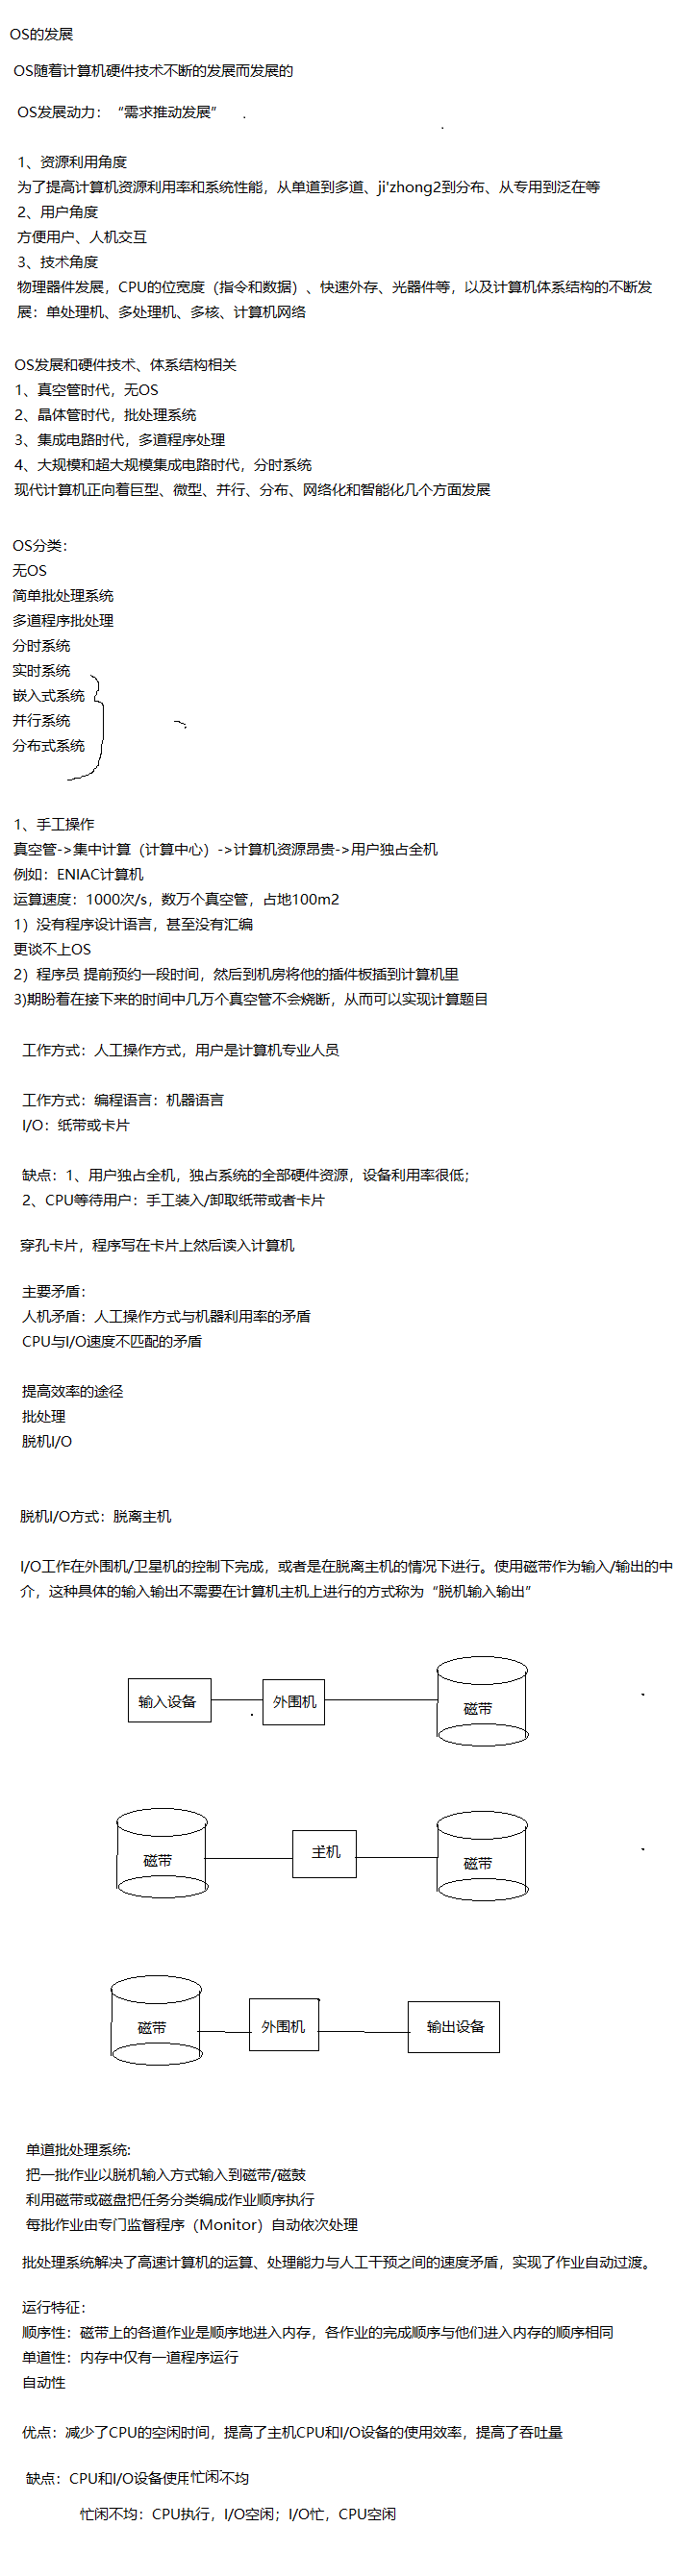 OS的发展
OS随着计算机硬件技术不断的发展而发展的
OS发展动力：“需求推动发展”
1、资源利用角度
为了提高计算机资源利用率和系统性能，从单道到多道、ji'zhong2到分布、从专用到泛在等
2、用户角度
方便用户、人机交互
3、技术角度
物理器件发展，CPU的位宽度（指令和数据）、快速外存、光器件等，以及计算机体系结构的不断发
展：单处理机、多处理机、多核、计算机网络
OS发展和硬件技术、体系结构相关
1、真空管时代，无OS
2、晶体管时代，批处理系统
3、集成电路时代，多道程序处理
4、大规模和超大规模集成电路时代，分时系统
现代计算机正向着巨型、微型、并行、分布、网络化和智能化几个方面发展
OS分类：
无OS
简单批处理系统
多道程序批处理
分时系统
实时系统
嵌入式系统
并行系统
分布式系统
1、手工操作
真空管->集中计算（计算中心）->计算机资源昂贵->用户独占全机
例如：ENIAC计算机
运算速度：1000次/s，数万个真空管，占地100m2
1）没有程序设计语言，甚至没有汇编
更谈不上OS
2）程序员 提前预约一段时间，然后到机房将他的插件板插到计算机里
3)期盼着在接下来的时间中几万个真空管不会烧断，从而可以实现计算题目
工作方式：人工操作方式，用户是计算机专业人员
工作方式：编程语言：机器语言
I/O：纸带或卡片
缺点：1、用户独占全机，独占系统的全部硬件资源，设备利用率很低；
2、CPU等待用户：手工装入/卸取纸带或者卡片
穿孔卡片，程序写在卡片上然后读入计算机
主要矛盾：
人机矛盾：人工操作方式与机器利用率的矛盾
CPU与I/O速度不匹配的矛盾
提高效率的途径
批处理
脱机I/O
脱机I/O方式：脱离主机
I/O工作在外围机/卫星机的控制下完成，或者是在脱离主机的情况下进行。使用磁带作为输入/输出的中
介，这种具体的输入输出不需要在计算机主机上进行的方式称为“脱机输入输出”
输入设备 外围机 磁带
磁带 主机 磁带
磁带 外围机 输出设备
单道批处理系统:
把一批作业以脱机输入方式输入到磁带/磁鼓
利用磁带或磁盘把任务分类编成作业顺序执行
每批作业由专门监督程序（Monitor）自动依次处理
批处理系统解决了高速计算机的运算、处理能力与人工干预之间的速度矛盾，实现了作业自动过渡。
运行特征：
顺序性：磁带上的各道作业是顺序地进入内存，各作业的完成顺序与他们进入内存的顺序相同
单道性：内存中仅有一道程序运行
自动性
优点：减少了CPU的空闲时间，提高了主机CPU和I/O设备的使用效率，提高了吞吐量
缺点：CPU和I/O设备使用忙闲不均
忙闲不均：CPU执行，I/O空闲；I/O忙，CPU空闲